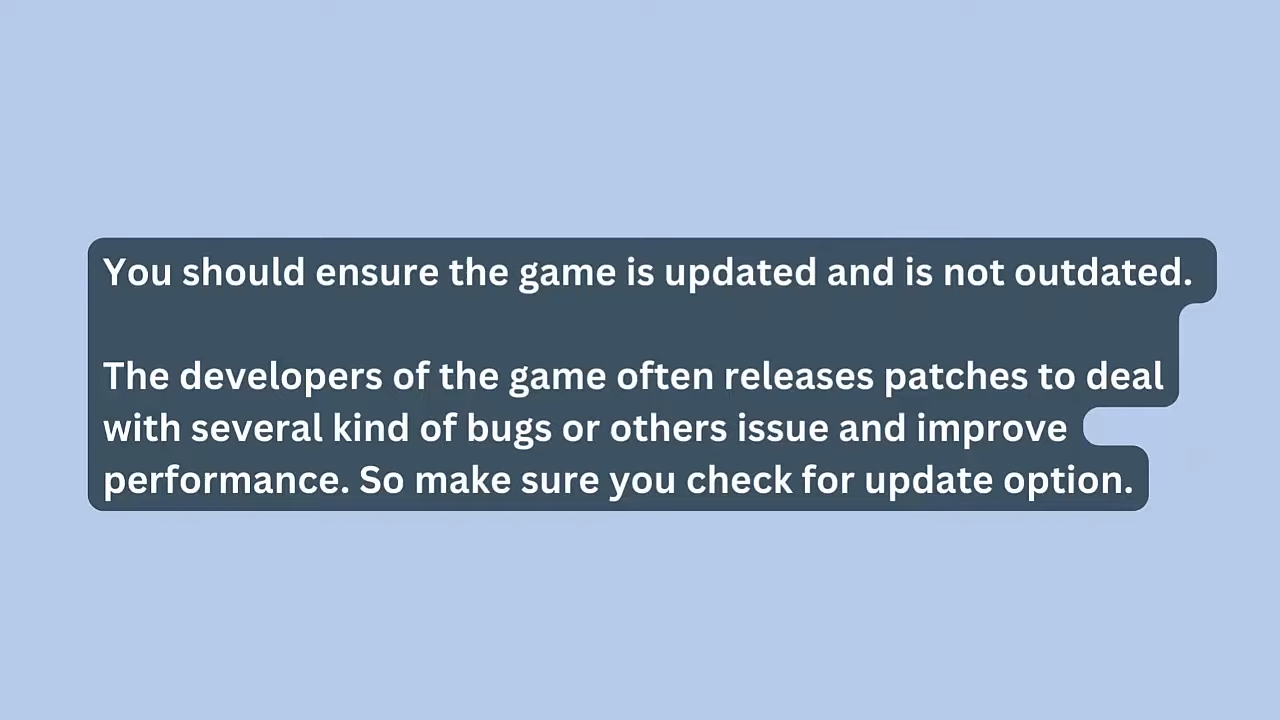 You should ensure the game is updated and is not outdated.
The developers of the game often releases patches to deal
with several kind of bugs or others issue and improve
performance. So make sure you check for update option.